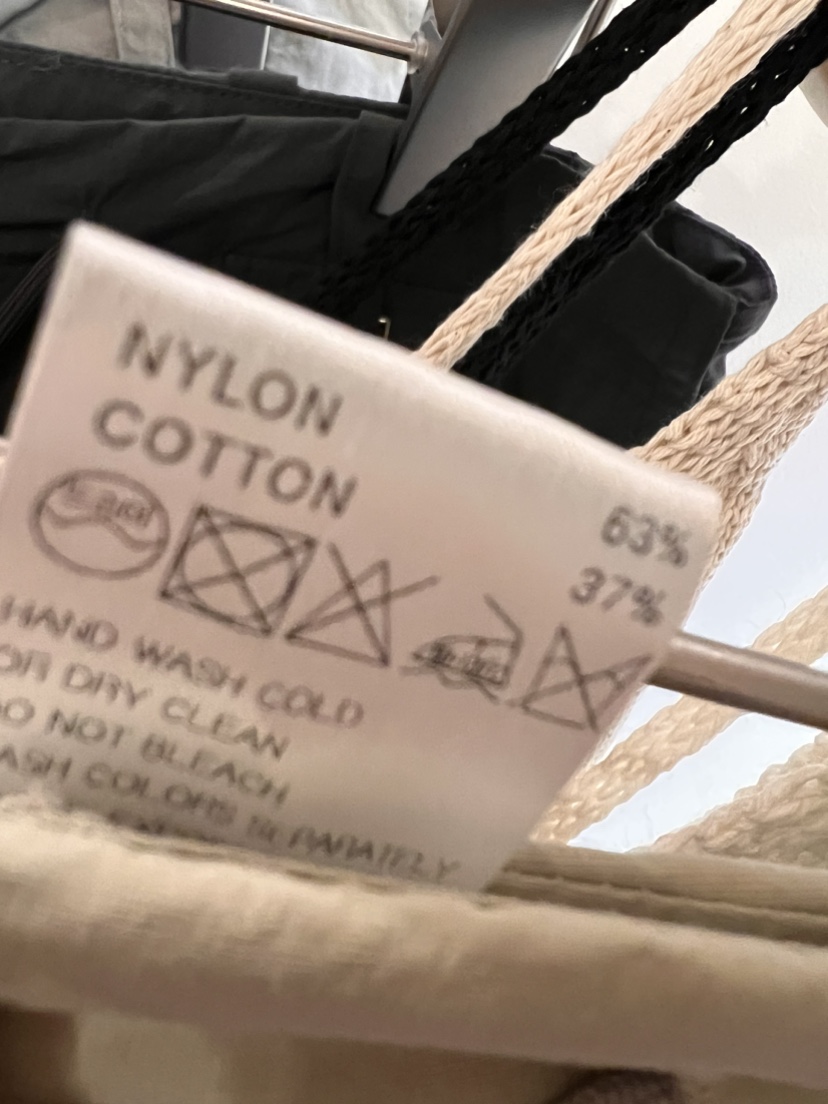 NYLON 63%
COTTON 37%
HAND WASH COLD
OR DRY CLEAN
DO NOT BLEACH
WASH COLORS SEPARATELY